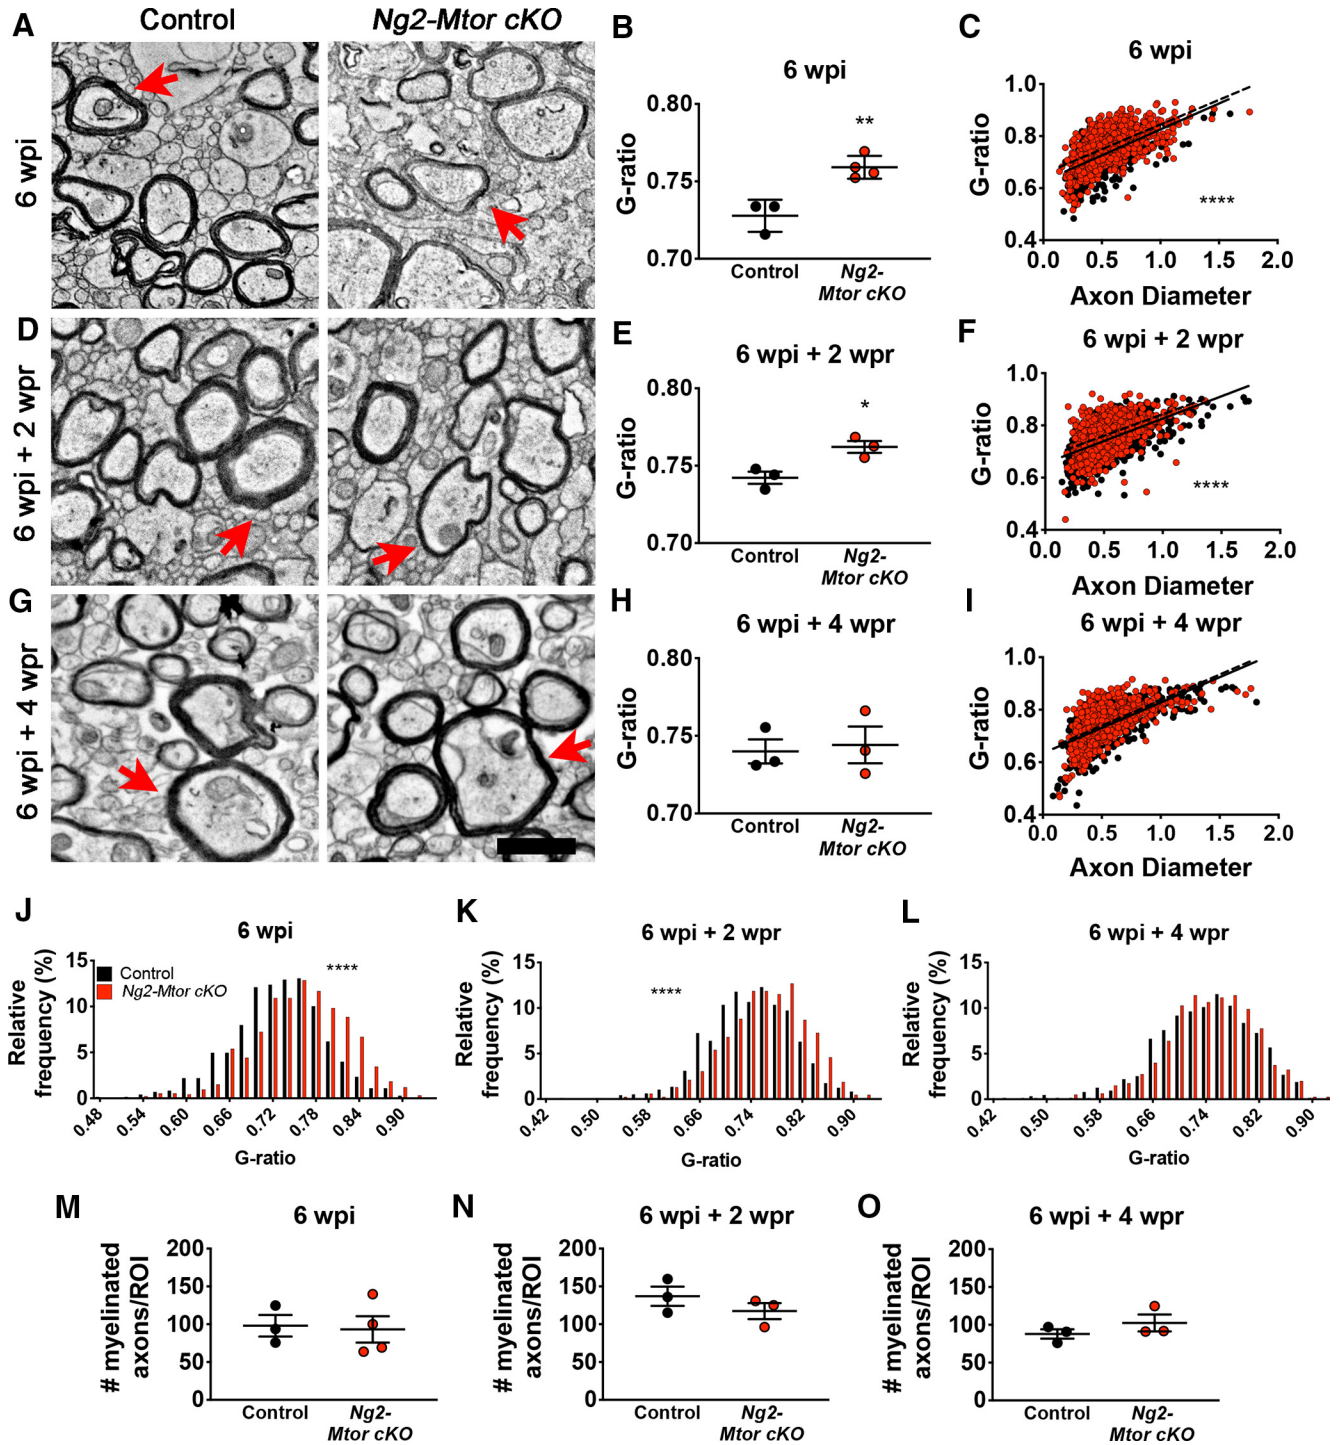 Control
Ng2-Mtor cKO
A
6 wpi
B
6 wpi
G-ratio
0.80
0.75
0.70
**
Control
Ng2-
Mtor cKO
C
6 wpi
G-ratio
1.0
0.8
0.6
0.4
****
0.0
0.5
1.0
1.5
2.0
Axon Diameter
D
6 wpi + 2 wpr
E
6 wpi + 2 wpr
G-ratio
0.80
0.75
0.70
*
Control
Ng2-
Mtor cKO
F
6 wpi + 2 wpr
G-ratio
1.0
0.8
0.6
0.4
****
0.0
0.5
1.0
1.5
2.0
Axon Diameter
G
6 wpi + 4 wpr
H
6 wpi + 4 wpr
G-ratio
0.80
0.75
0.70
Control
Ng2-
Mtor cKO
I
6 wpi + 4 wpr
G-ratio
1.0
0.8
0.6
0.4
0.0
0.5
1.0
1.5
2.0
Axon Diameter
J
6 wpi
Relative
frequency (%)
15
10
5
0
Control
Ng2-Mtor cKO
****
0.48
0.54
0.60
0.66
0.72
0.78
0.84
0.90
G-ratio
K
6 wpi + 2 wpr
Relative
frequency (%)
15
10
5
0
****
0.42
0.50
0.58
0.66
0.74
0.82
0.90
G-ratio
L
6 wpi + 4 wpr
Relative
frequency (%)
15
10
5
0
0.42
0.50
0.58
0.66
0.74
0.82
0.90
G-ratio
M
6 wpi
# myelinated
axons/ROI
200
150
100
50
0
Control
Ng2-
Mtor cKO
N
6 wpi + 2 wpr
# myelinated
axons/ROI
200
150
100
50
0
Control
Ng2-
Mtor cKO
O
6 wpi + 4 wpr
# myelinated
axons/ROI
200
150
100
50
0
Control
Ng2-
Mtor cKO